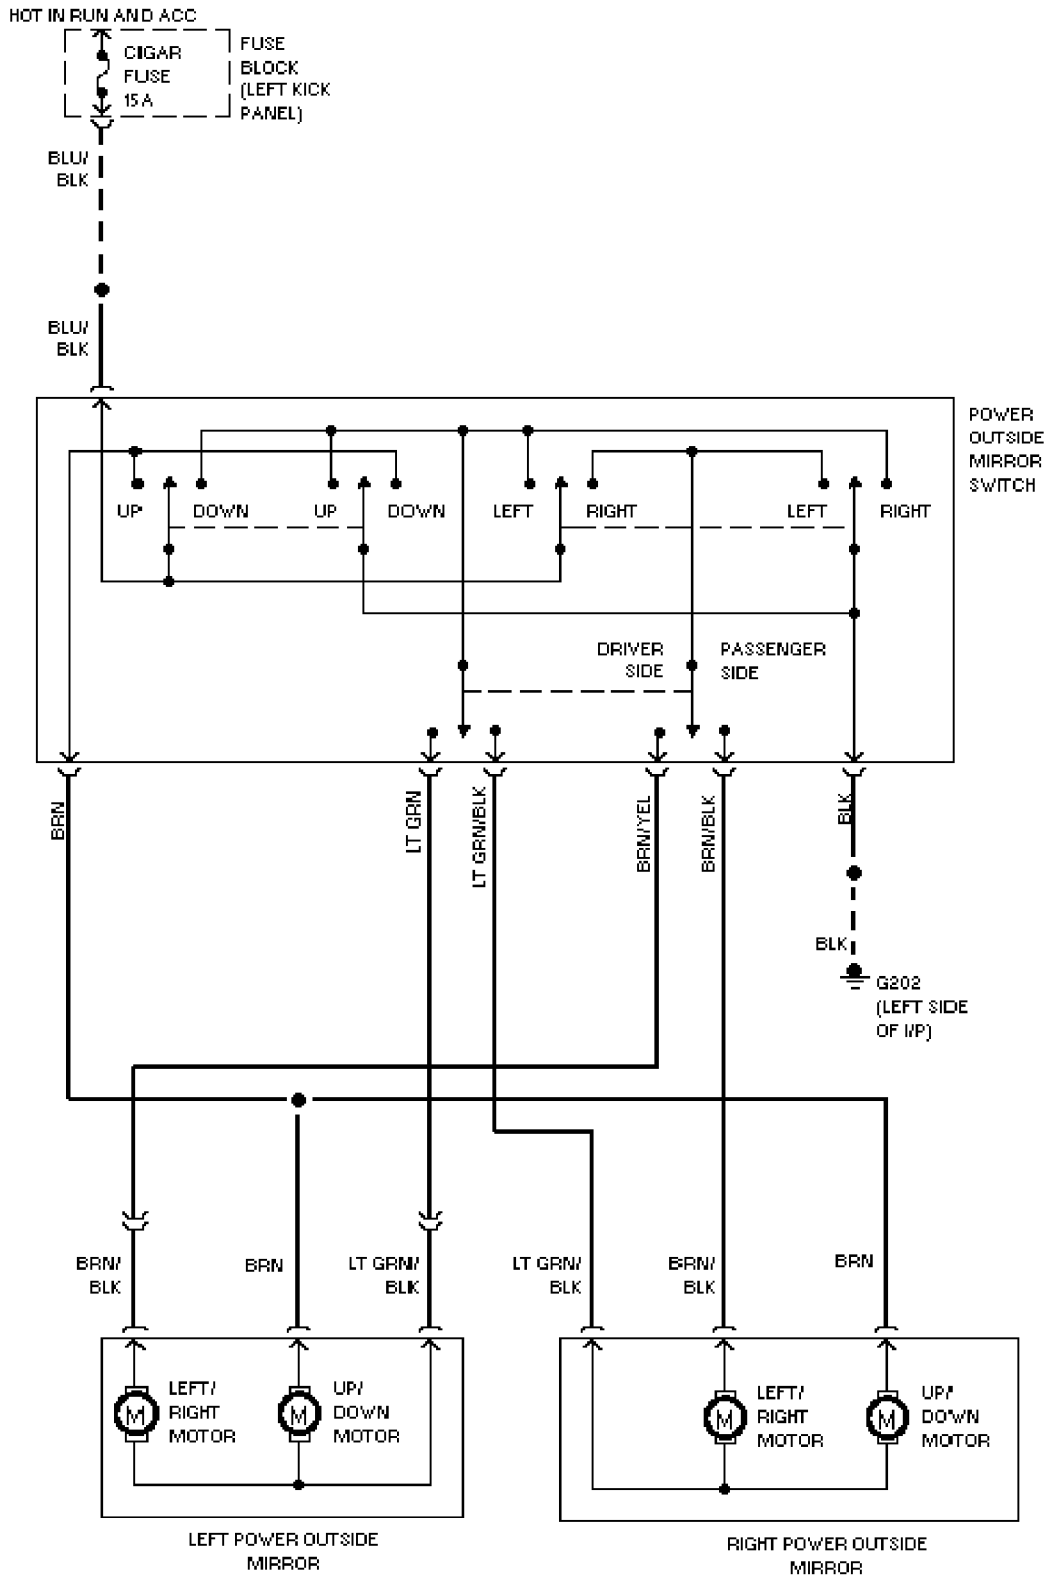 HOT IN RUN AND ACC
CIGAR
FUSE
15 A
FUSE
BLOCK
(LEFT KICK
PANEL)
BLU/
BLK
BLU/
BLK
POWER
OUTSIDE
MIRROR
SWITCH
UP
DOWN
UP
DOWN
LEFT
RIGHT
LEFT
RIGHT
DRIVER
SIDE
PASSENGER
SIDE
BRN
LT GRN
LT GRN/BLK
BRN/YEL
BRN/BLK
BLK
BLK
G202
(LEFT SIDE
OF I/P)
BRN/
BLK
BRN
LT GRN/
BLK
LT GRN/
BLK
BRN/
BLK
BRN
LEFT/
RIGHT
MOTOR
M
UP/
DOWN
MOTOR
M
LEFT/
RIGHT
MOTOR
M
UP/
DOWN
MOTOR
M
LEFT POWER OUTSIDE
MIRROR
RIGHT POWER OUTSIDE
MIRROR